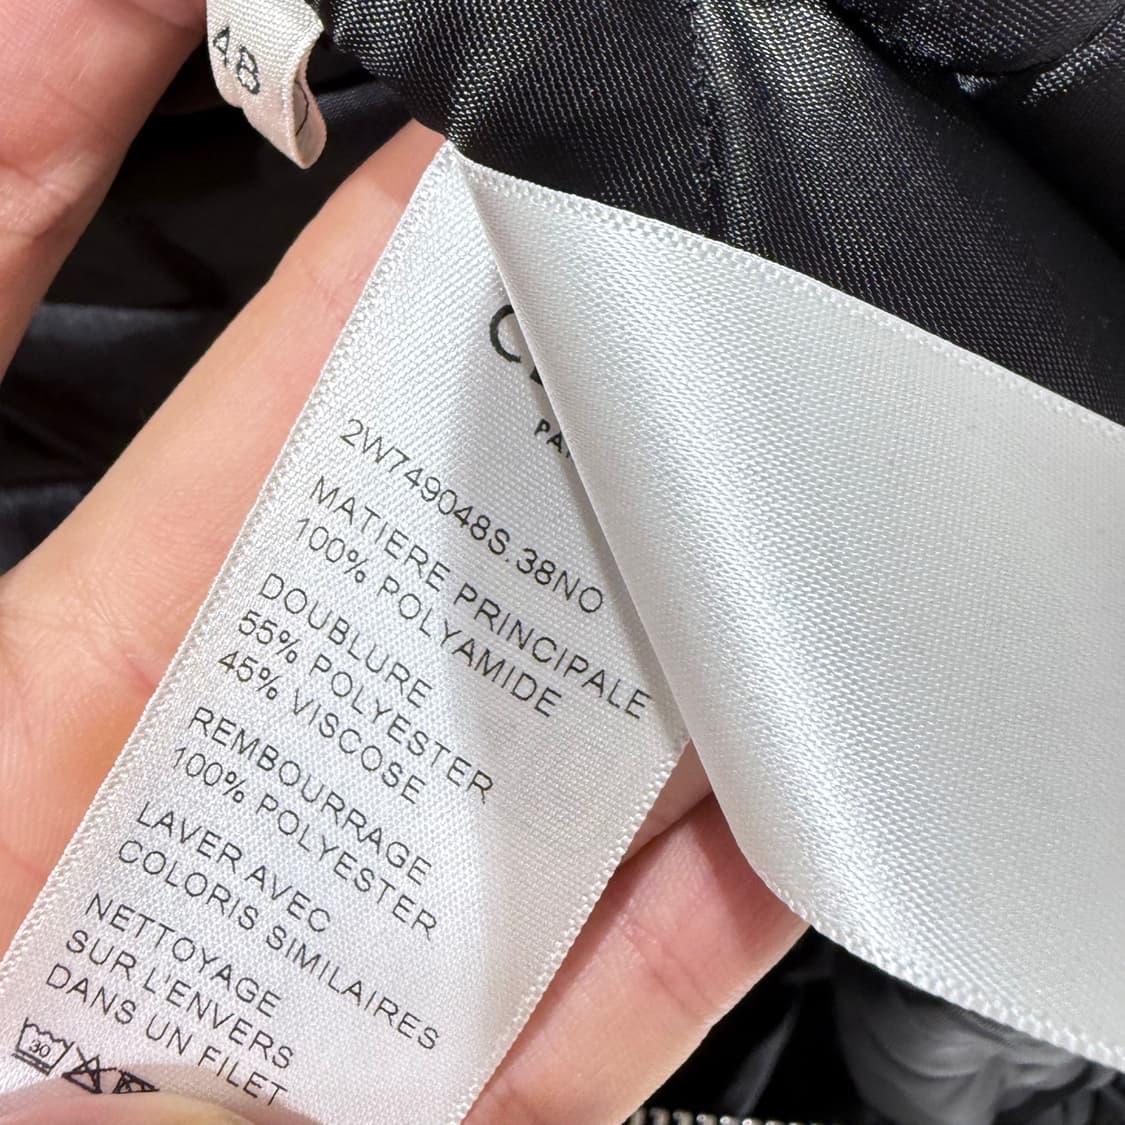 48
2W749048S.38NO
MATIERE PRINCIPALE
100% POLYAMIDE
DOUBLURE
55% POLYESTER
45% VISCOSE
REMBOURRAGE
100% POLYESTER
LAVER AVEC
COLORIS SIMILAIRES
NETTOYAGE
SUR L'ENVERS
DANS UN FILET
30